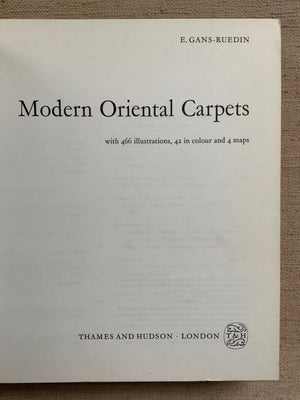 E. GANS-RUEDIN
Modern Oriental Carpets
with 466 illustrations, 42 in colour and 4 maps
THAMES AND HUDSON · LONDON
T&H